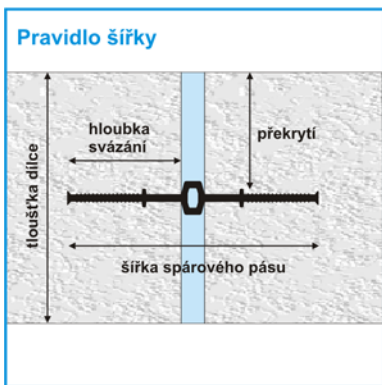 Pravidlo šířky
hloubka
svázání
překrytí
tloušťka dílce
šířka spárového pásu